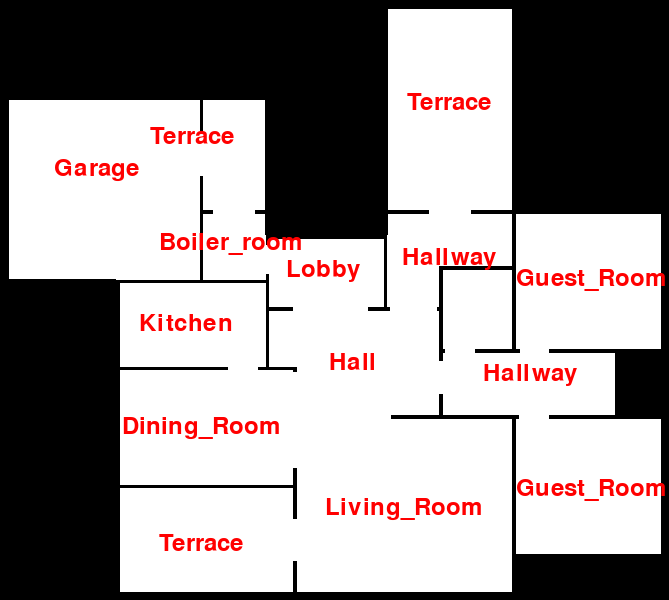 Terrace
Terrace
Garage
Boiler_room
Hallway
Lobby
Guest_Room
Kitchen
Hall
Hallway
Dining_Room
Guest_Room
Living_Room
Terrace